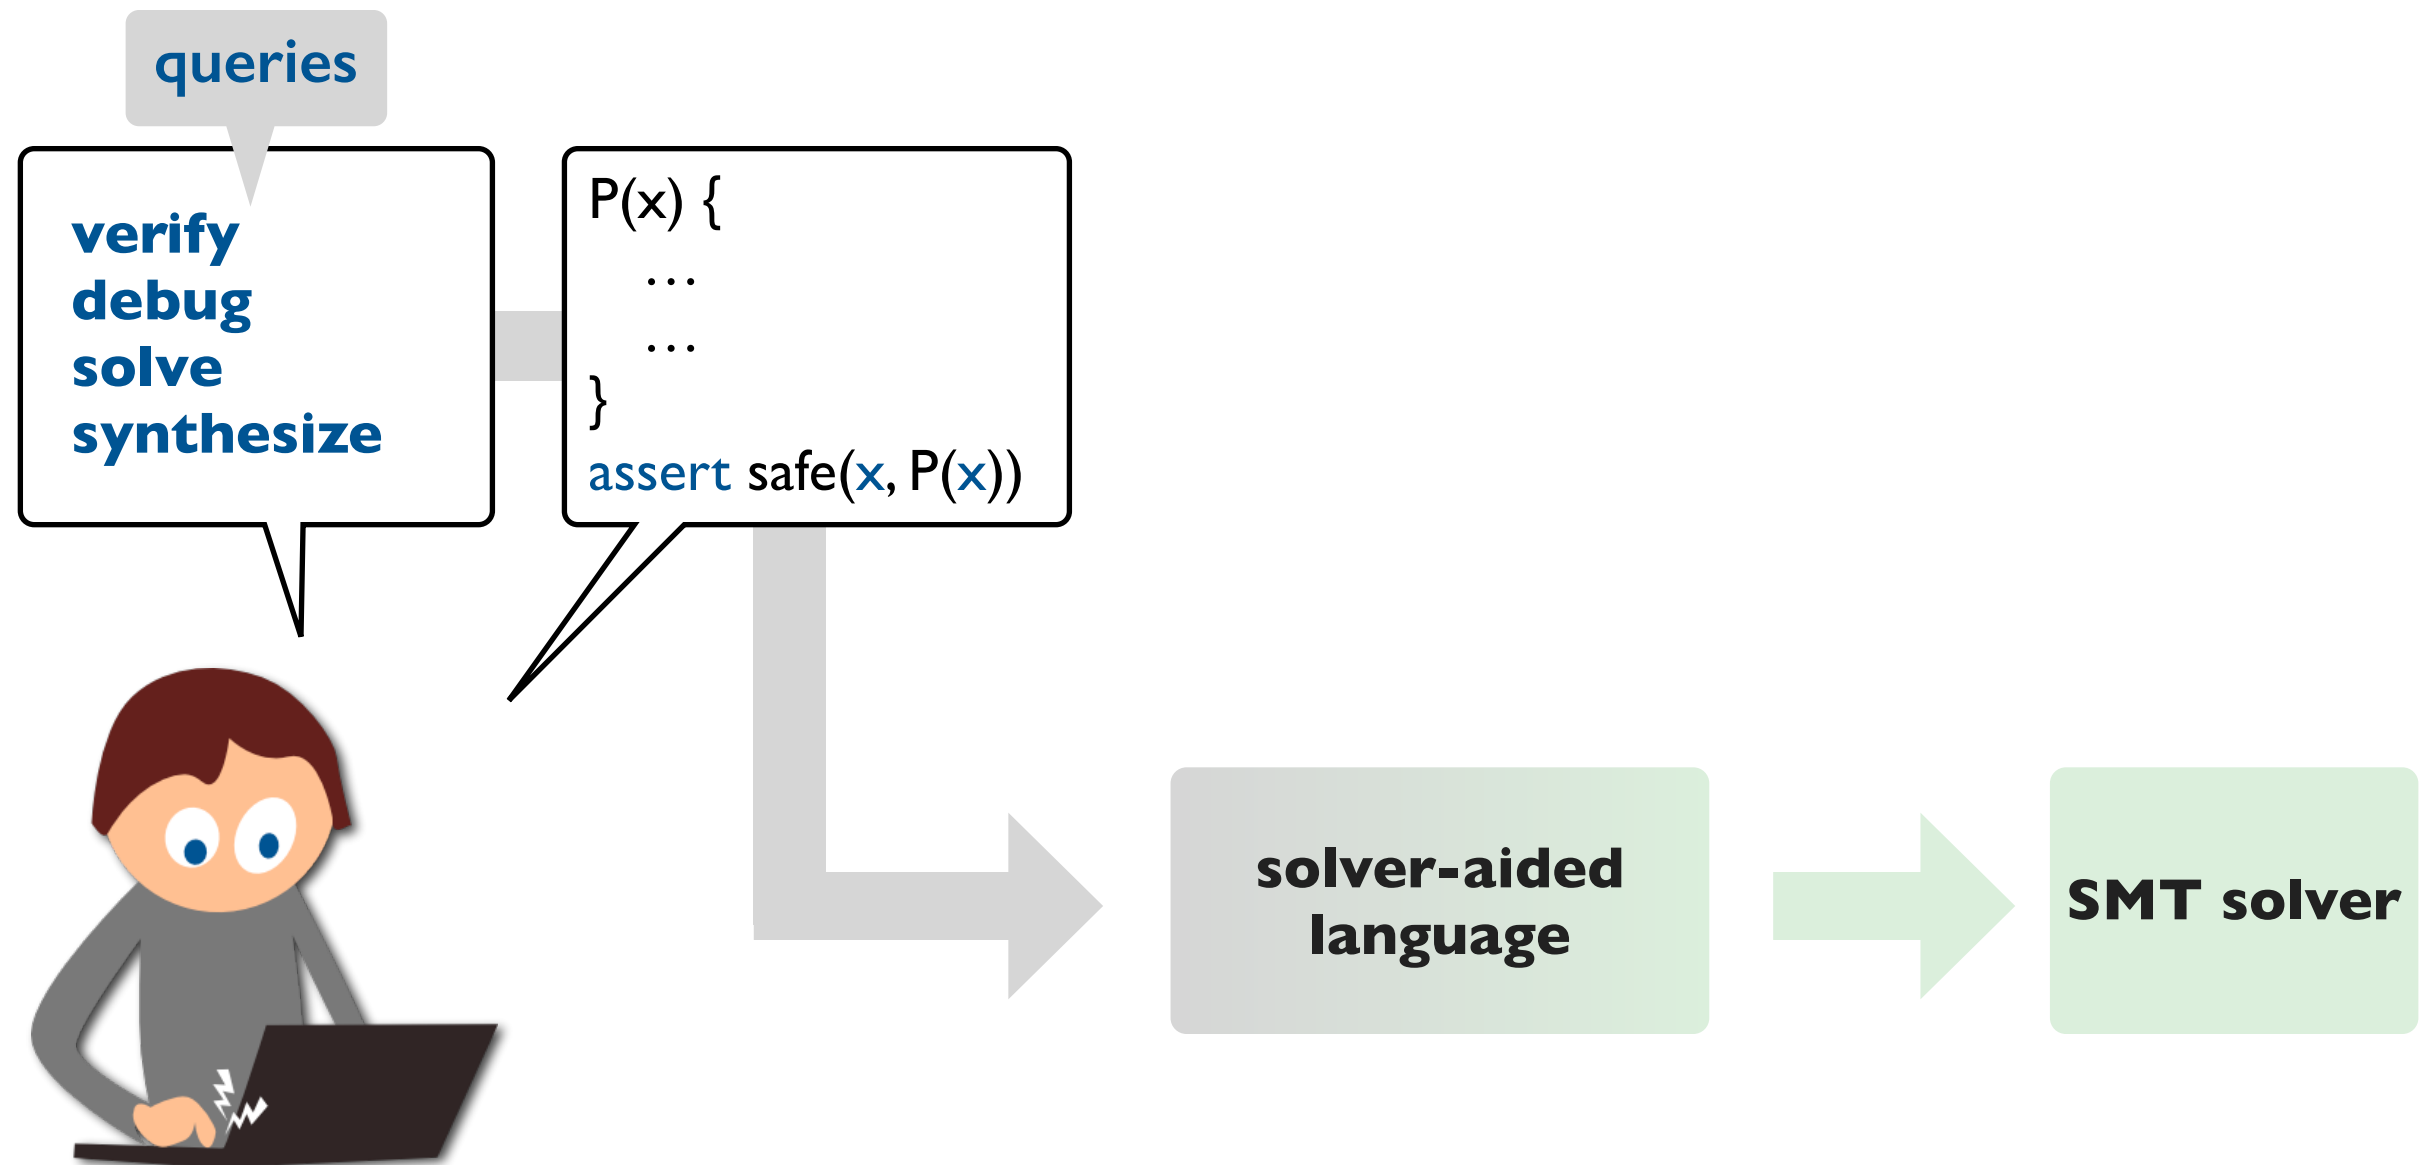 queries
verify
debug
solve
synthesize
P(x) {
…
…
}
assert safe(x, P(x))
solver-aided
language
SMT solver